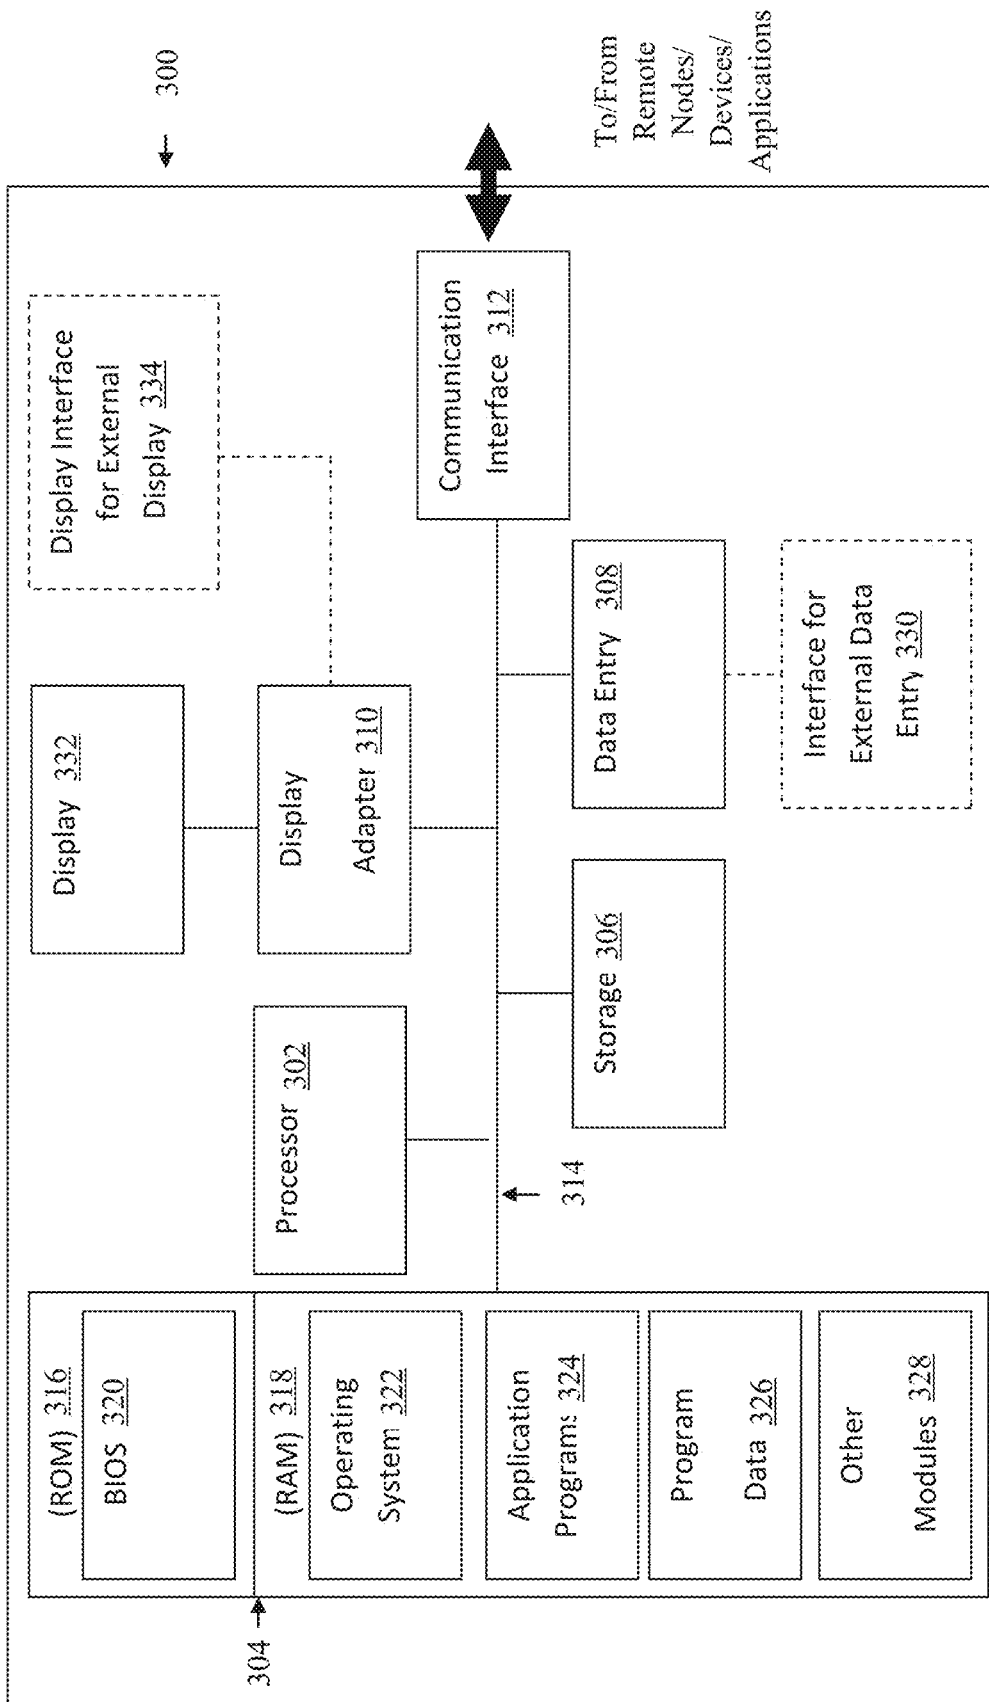 300
(ROM) 316
BIOS 320
304
(RAM) 318
Operating
System 322
Application
Programs 324
Program
Data 326
Other
Modules 328
Processor 302
314
Storage 306
Display 332
Display
Adapter 310
Display Interface
for External
Display 334
Data Entry 308
Interface for
External Data
Entry 330
Communication
Interface 312
To/From
Remote
Nodes/
Devices/
Applications